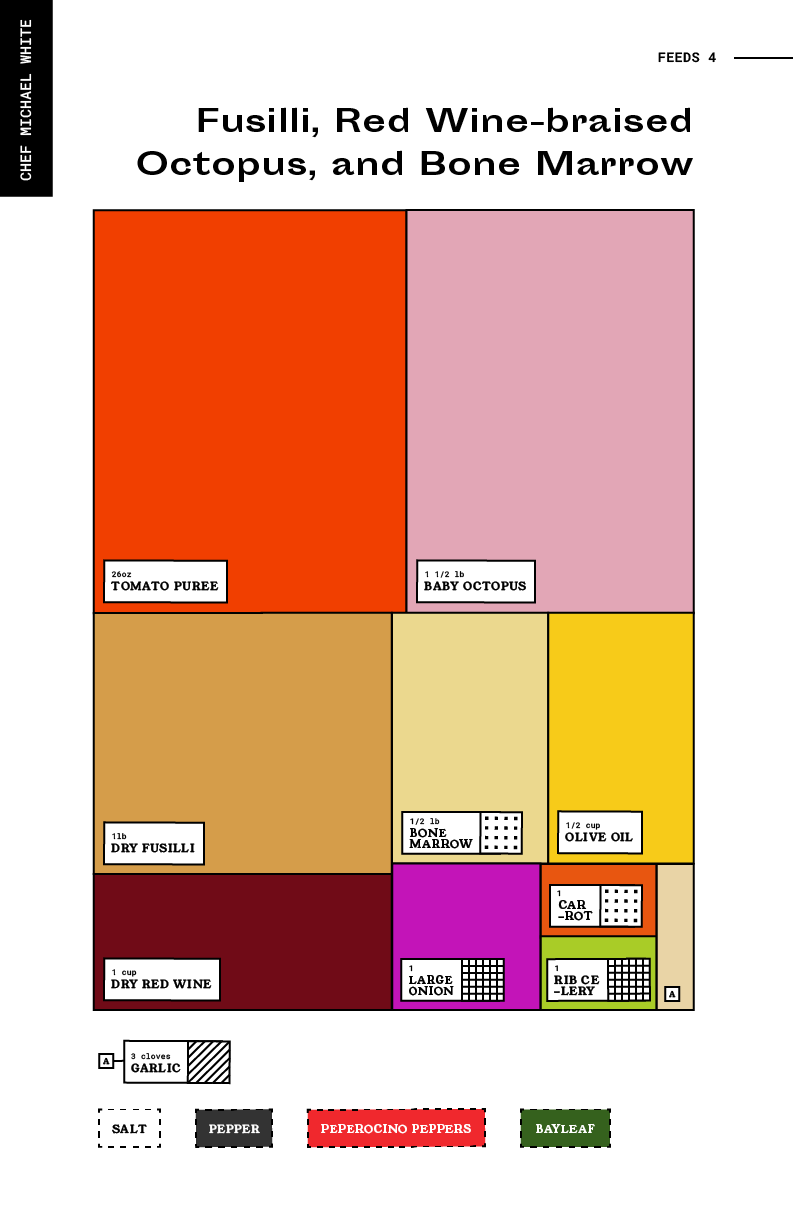 CHEF MICHAEL WHITE
FEEDS 4
Fusilli, Red Wine-braised
Octopus, and Bone Marrow
26oz
TOMATO PUREE
1 1/2 lb
BABY OCTOPUS
1lb
DRY FUSILLI
1/2 lb
BONE
MARROW
1/2 cup
OLIVE OIL
1 cup
DRY RED WINE
1
LARGE
ONION
1
CAR
-ROT
1
RIB CE
-LERY
A
A
3 cloves
GARLIC
SALT
PEPPER
PEPEROCINO PEPPERS
BAYLEAF